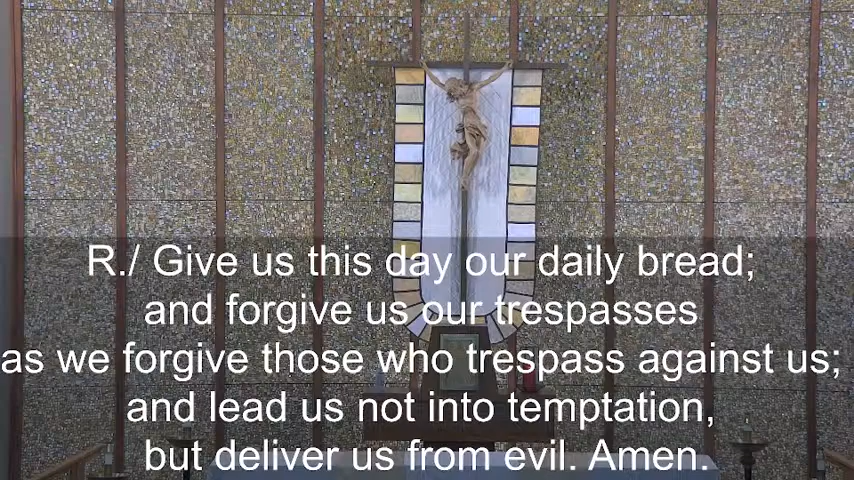 R./ Give us this day our daily bread;
and forgive us our trespasses
as we forgive those who trespass against us;
and lead us not into temptation,
but deliver us from evil. Amen.